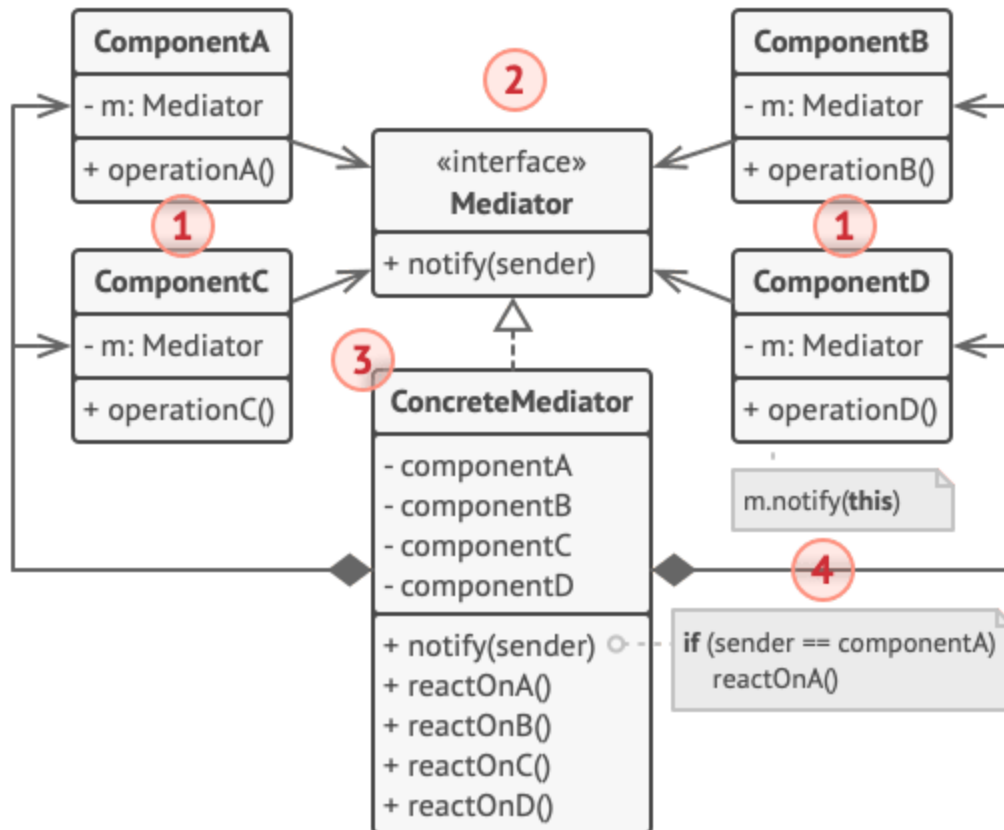 ComponentA
- m: Mediator
+ operationA()
1
ComponentC
- m: Mediator
+ operationC()
2
«interface»
Mediator
+ notify(sender)
3
ConcreteMediator
- componentA
- componentB
- componentC
- componentD
+ notify(sender)
+ reactOnA()
+ reactOnB()
+ reactOnC()
+ reactOnD()
ComponentB
- m: Mediator
+ operationB()
1
ComponentD
- m: Mediator
+ operationD()
m.notify(this)
4
if (sender == componentA)
reactOnA()